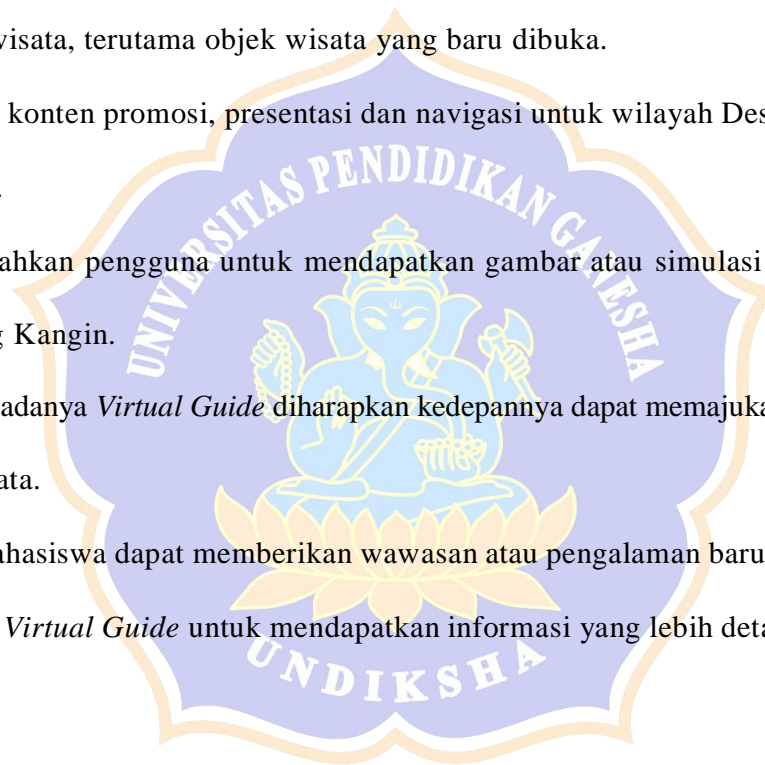 wisata, terutama objek wisata yang baru dibuka.
konten promosi, presentasi dan navigasi untuk wilayah Des
UNIVERSITAS PENDIDIKAN GANESHA
ahkan pengguna untuk mendapatkan gambar atau simulasi
g Kangin.
adanya Virtual Guide diharapkan kedepannya dapat memajuka
ata.
ahasiswa dapat memberikan wawasan atau pengalaman baru
Virtual Guide untuk mendapatkan informasi yang lebih deta
UNDIKSHA